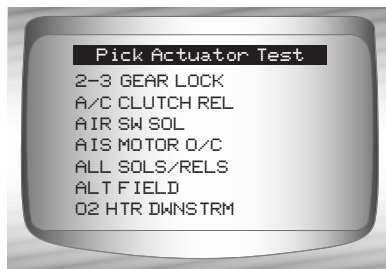 Pick Actuator Test
2-3 GEAR LOCK
A/C CLUTCH REL
AIR SW SOL
AIS MOTOR O/C
ALL SOLS/RELS
ALT FIELD
O2 HTR DWNSTRM